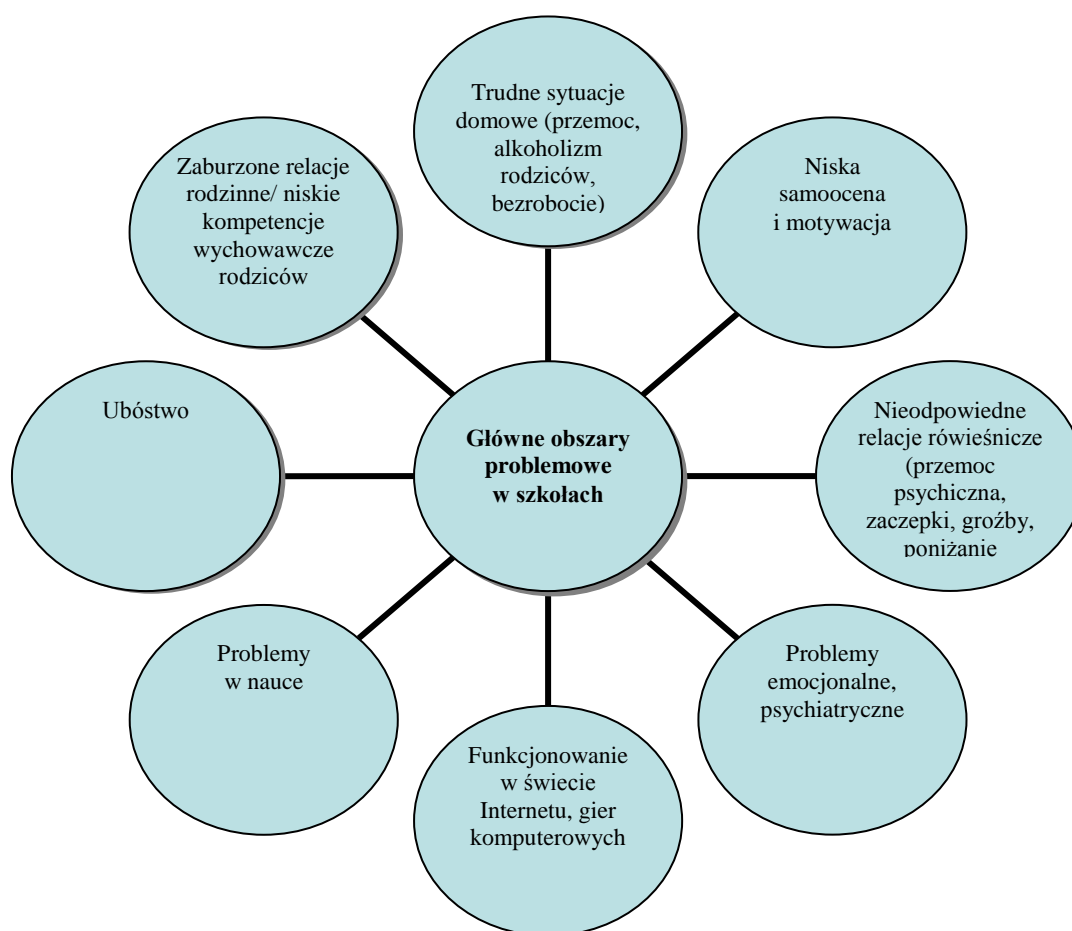 Trudne sytuacje
domowe (przemoc,
alkoholizm
rodziców,
bezrobocie)
Zaburzone relacje
rodzinne/ niskie
kompetencje
wychowawcze
rodziców
Niska
samoocena
i motywacja
Ubóstwo
Główne obszary
problemowe
w szkołach
Nieodpowiedne
relacje rówieśnicze
(przemoc
psychiczna,
zaczepki, groźby,
poniżanie
Problemy
w nauce
Problemy
emocjonalne,
psychiatryczne
Funkcjonowanie
w świecie
Internetu, gier
komputerowych